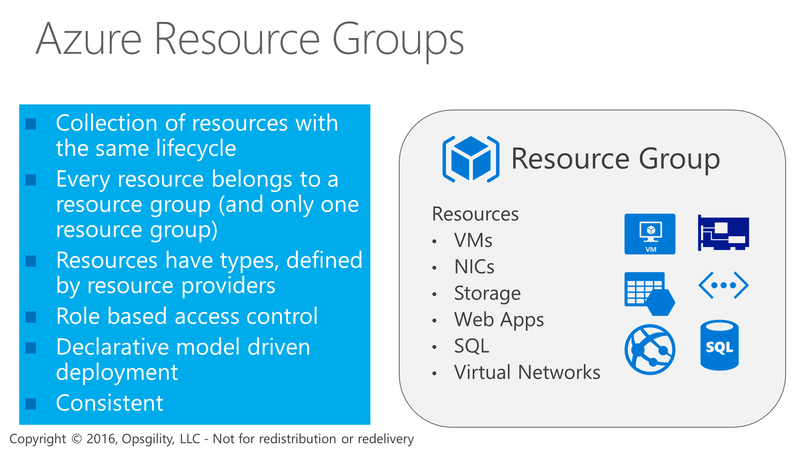 Azure Resource Groups
Collection of resources with
the same lifecycle
Every resource belongs to a
resource group (and only one
resource group)
Resources have types, defined
by resource providers
Role based access control
Declarative model driven
deployment
Consistent
Resource Group
Resources
• VMs
• NICs
• Storage
• Web Apps
• SQL
• Virtual Networks
VM
SQL
Copyright © 2016, Opsgility, LLC - Not for redistribution or redelivery